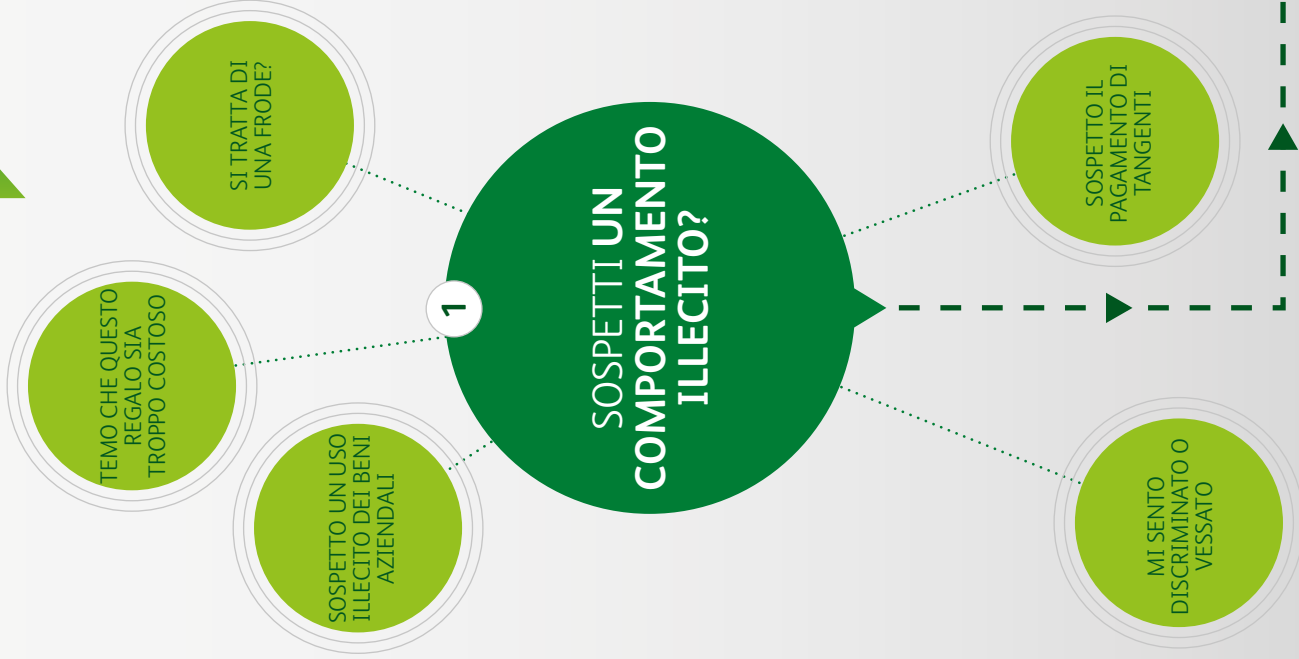 TEMO CHE QUESTO
REGALO SIA
TROPPO COSTOSO
SI TRATTA DI
UNA FRODE?
SOSPETTO UN USO
ILLECITO DEI BENI
AZIENDALI
1
SOSPETTI UN
COMPORTAMENTO
ILLECITO?
SOSPETTO IL
PAGAMENTO DI
TANGENTI
MI SENTO
DISCRIMINATO O
VESSATO